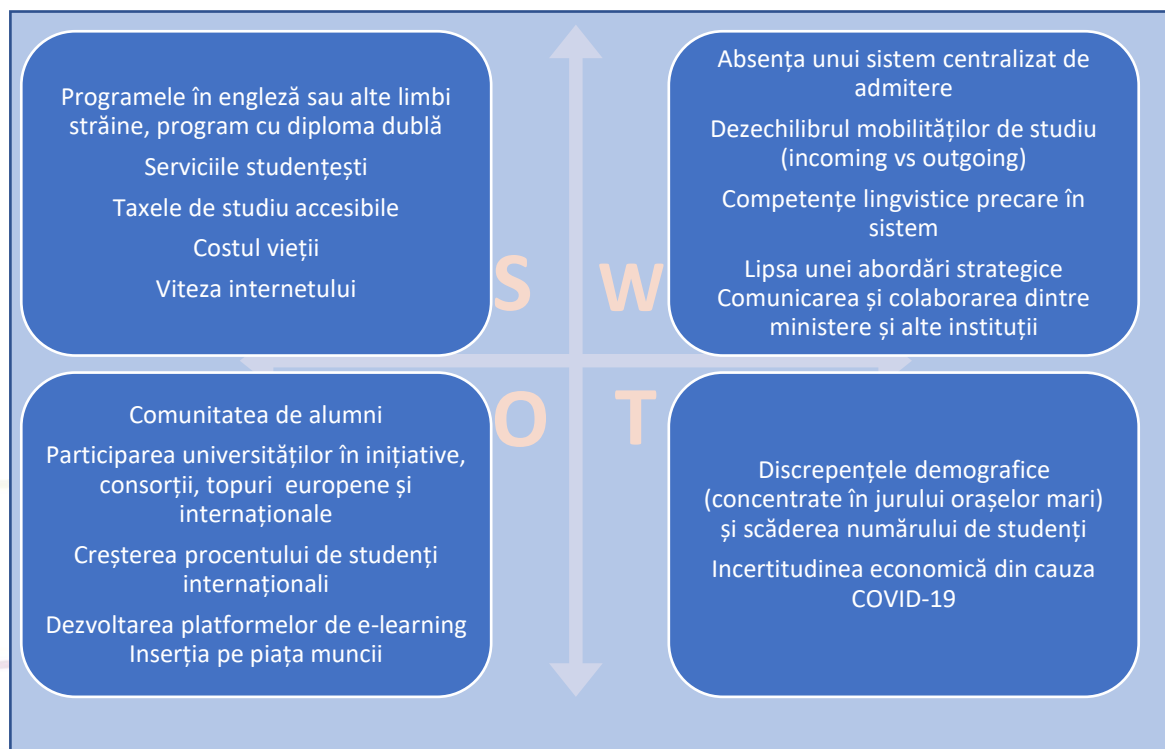 Programele în engleză sau alte limbi
străine, program cu diploma dublă
Serviciile studențești
Taxele de studiu accesibile
Costul vieții
Viteza internetului
S
Absența unui sistem centralizat de
admitere
Dezechilibrul mobilităților de studiu
(incoming vs outgoing)
Competențe lingvistice precare în
sistem
Lipsa unei abordări strategice
Comunicarea și colaborarea dintre
ministere și alte instituții
W
Comunitatea de alumni
Participarea universităților în inițiative,
consorții, topuri  europene și
internaționale
Creșterea procentului de studenți
internaționali
Dezvoltarea platformelor de e-learning
Inserția pe piața muncii
O
T
Discrepențele demografice
(concentrate în jurului orașelor mari)
și scăderea numărului de studenți
Incertitudinea economică din cauza
COVID-19